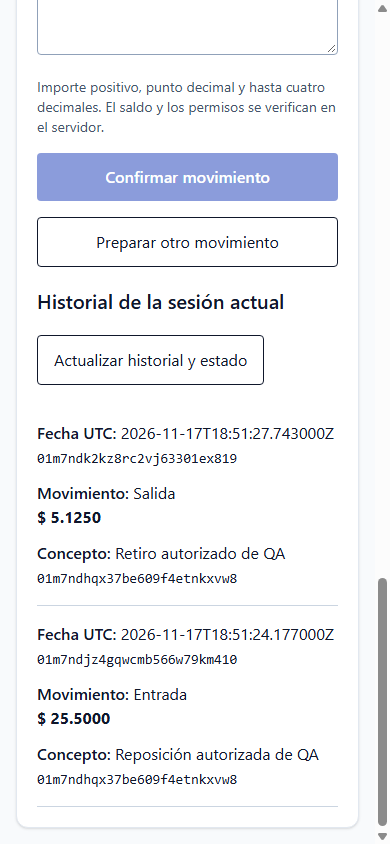 Importe positivo, punto decimal y hasta cuatro
decimales. El saldo y los permisos se verifican en
el servidor.
Confirmar movimiento
Preparar otro movimiento
Historial de la sesión actual
Actualizar historial y estado
Fecha UTC: 2026-11-17T18:51:27.743000Z
01m7ndk2kz8rc2vj63301ex819
Movimiento: Salida
$ 5.1250
Concepto: Retiro autorizado de QA
01m7ndhqx37be609f4etnkxvw8
Fecha UTC: 2026-11-17T18:51:24.177000Z
01m7ndjz4gqwcmb566w79km410
Movimiento: Entrada
$ 25.5000
Concepto: Reposición autorizada de QA
01m7ndhqx37be609f4etnkxvw8